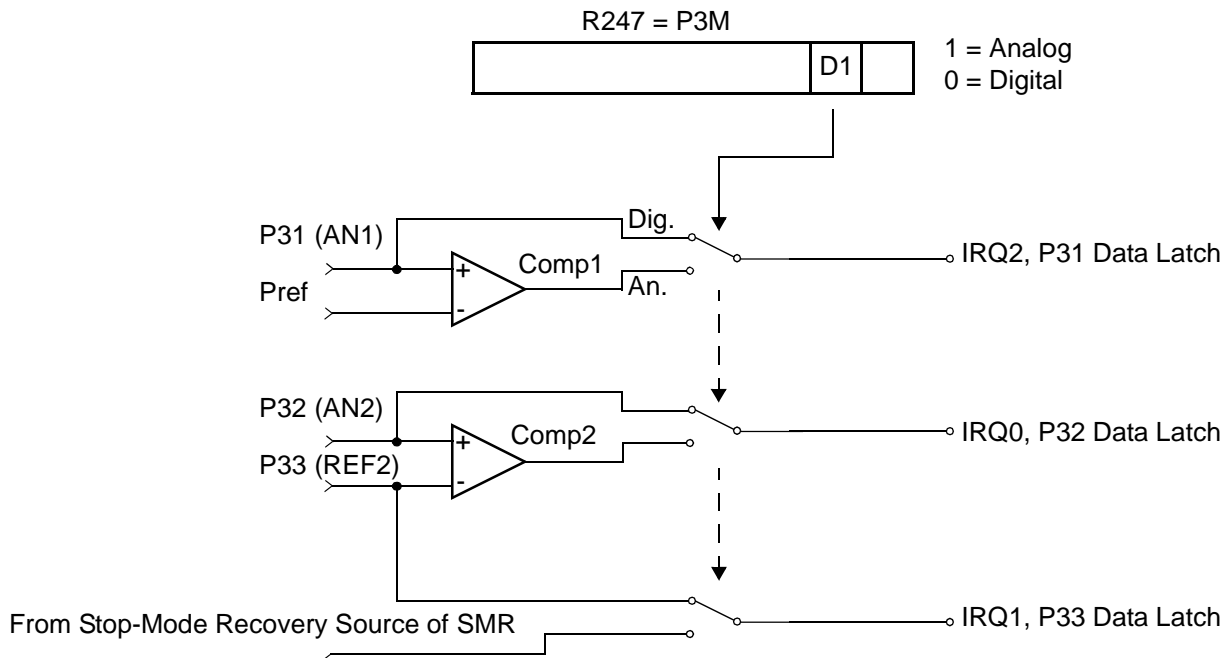 R247 = P3M
D1
1 = Analog
0 = Digital
Dig.
P31 (AN1)
+
Comp1
IRQ2, P31 Data Latch
Pref
-
An.
P32 (AN2)
+
Comp2
IRQ0, P32 Data Latch
P33 (REF2)
-
From Stop-Mode Recovery Source of SMR
IRQ1, P33 Data Latch